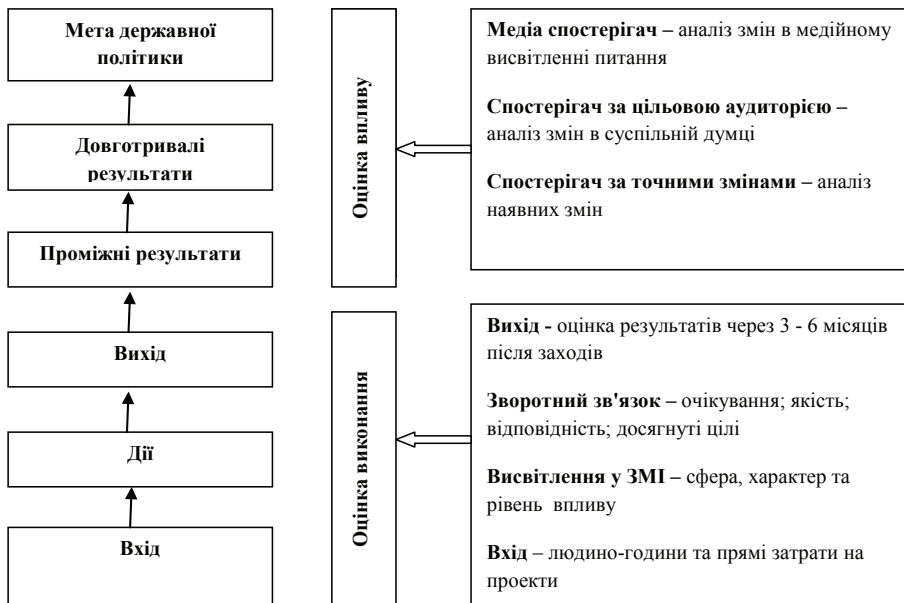 Мета державної
політики
Довготривалі
результати
Проміжні результати
Вихід
Дії
Вхід
Оцінка впливу
Оцінка виконання
Медіа спостерігач – аналіз змін в медійному
висвітленні питання
Спостерігач за цільовою аудиторією –
аналіз змін в суспільній думці
Спостерігач за точними змінами – аналіз
наявних змін
Вихід - оцінка результатів через 3 - 6 місяців
після заходів
Зворотний зв'язок – очікування; якість;
відповідність; досягнуті цілі
Висвітлення у ЗМІ – сфера, характер та
рівень впливу
Вхід – людино-години та прямі затрати на
проекти